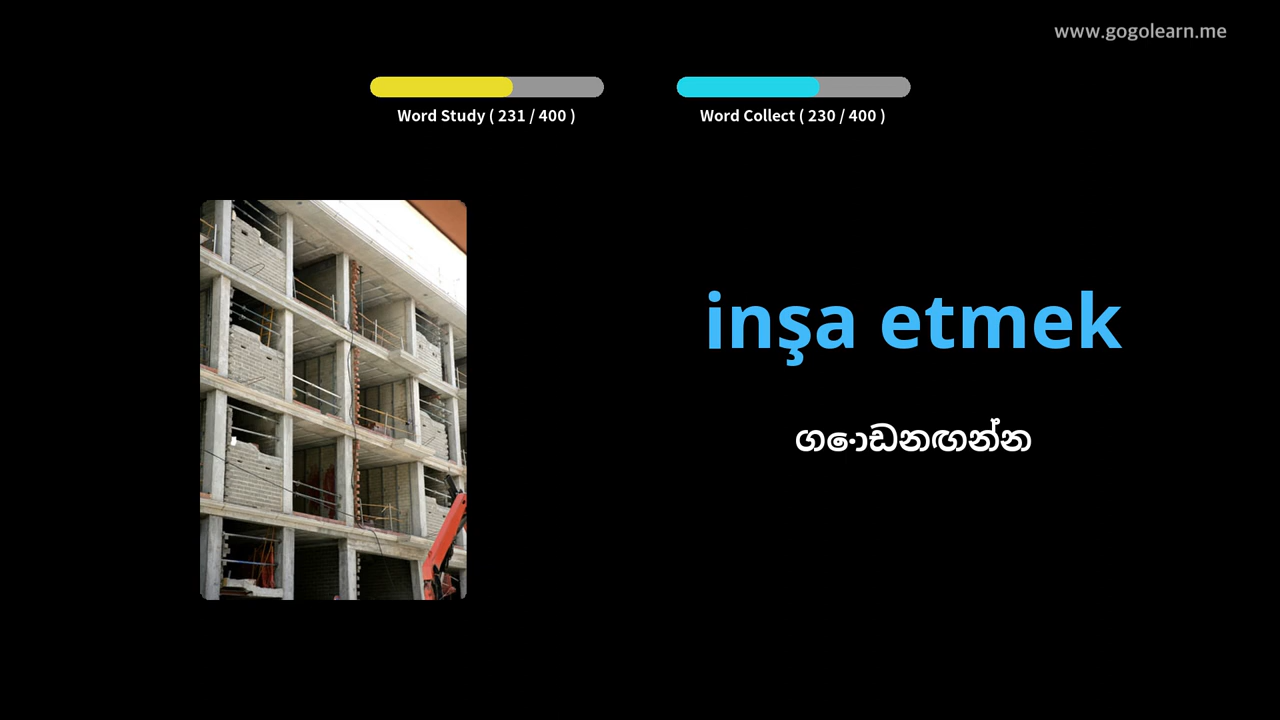 www.gogolearn.me
Word Study ( 231 / 400 )
Word Collect ( 230 / 400 )
inşa etmek
ගොඩනඟන්න